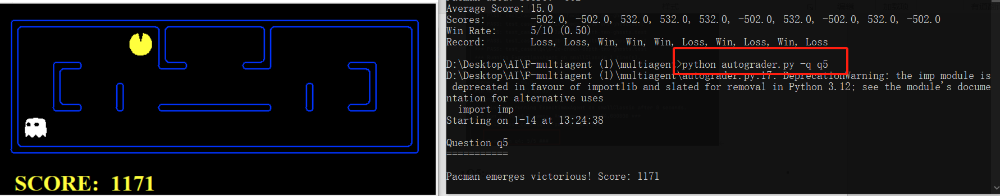 SCORE: 1171
Average Score: 15.0
Scores:        -502.0, -502.0, 532.0, 532.0, 532.0, -502.0, 532.0, -502.0, 532.0, -502.0
Win Rate:      5/10 (0.50)
Record:        Loss, Loss, Win, Win, Win, Loss, Win, Loss, Win, Loss
D:\Desktop\AI\F-multiagent (1)\multiagent>python autograder.py -q q5
D:\Desktop\AI\F-multiagent (1)\multiagent\autograder.py:17: DeprecationWarning: the imp module is
deprecated in favour of importlib and slated for removal in Python 3.12; see the module's docume
ntation for alternative uses
import imp
Starting on 1-14 at 13:24:38
Question q5
===========
Pacman emerges victorious! Score: 1171